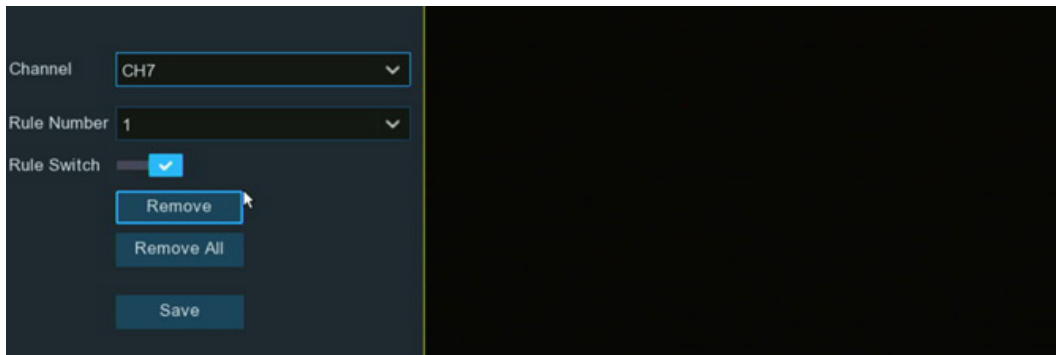 Channel CH7
Rule Number 1
Rule Switch
Remove
Remove All
Save